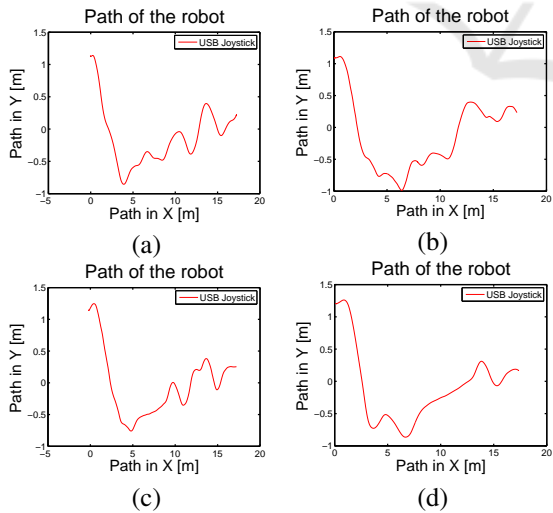 Path of the robot
USB Joystick
Path in Y [m]
1.5
1
0.5
0
−0.5
−1
−5 0 5 10 15 20
Path in X [m]
(a)
Path of the robot
USB Joystick
Path in Y [m]
1.5
1
0.5
0
−0.5
−1
0 5 10 15 20
Path in X [m]
(b)
Path of the robot
USB Joystick
Path in Y [m]
1.5
1
0.5
0
−0.5
−1
−5 0 5 10 15 20
Path in X [m]
(c)
Path of the robot
USB Joystick
Path in Y [m]
1.5
1
0.5
0
−0.5
−1
0 5 10 15 20
Path in X [m]
(d)